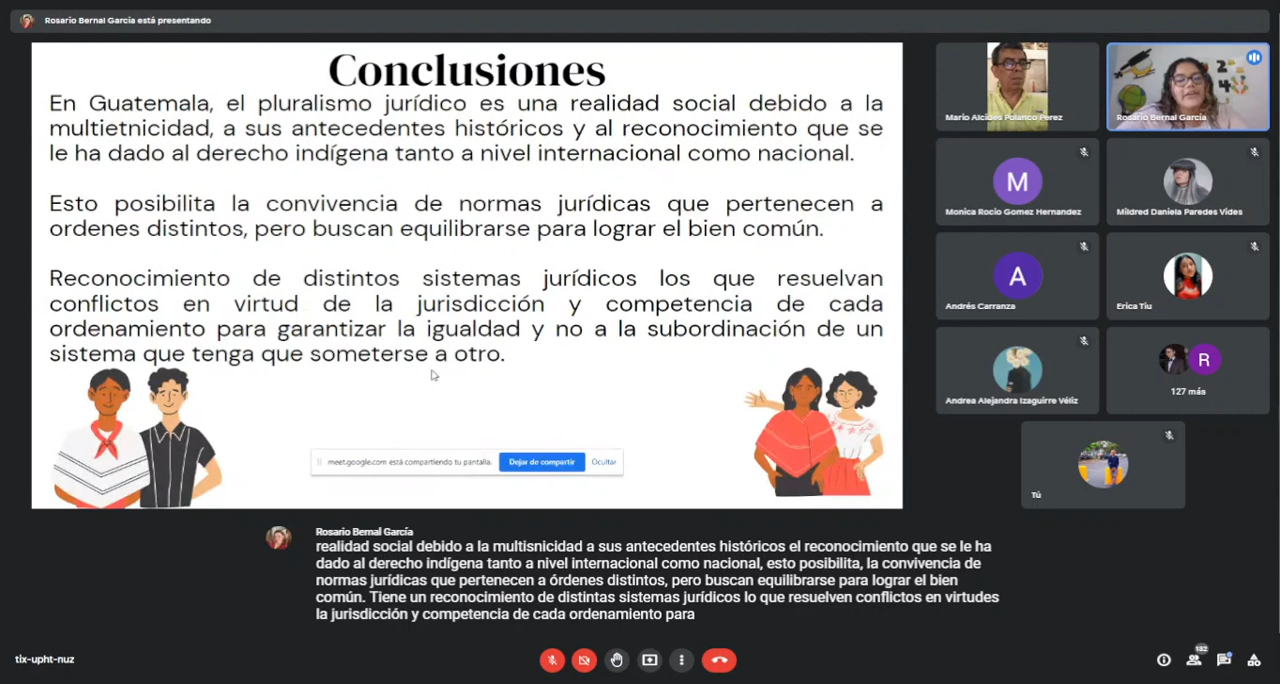 Rosario Bernal García está presentando
Conclusiones
En Guatemala, el pluralismo jurídico es una realidad social debido a la
multietnicidad, a sus antecedentes históricos y al reconocimiento que se
le ha dado al derecho indígena tanto a nivel internacional como nacional.
Esto posibilita la convivencia de normas jurídicas que pertenecen a
ordenes distintos, pero buscan equilibrarse para lograr el bien común.
Reconocimiento de distintos sistemas jurídicos los que resuelvan
conflictos en virtud de la jurisdicción y competencia de cada
ordenamiento para garantizar la igualdad y no a la subordinación de un
sistema que tenga que someterse a otro.
meet.google.com está compartiendo tu pantalla.
Dejar de compartir
Ocultar
Mario Alcides Polanco Perez
2
4
Rosario Bernal García
M
Monica Rocio Gomez Hernandez
Mildred Daniela Paredes Vides
A
Andrés Carranza
Erica Tiu
Andrea Alejandra Izaguirre Véliz
R
127 más
Tú
Rosario Bernal García
realidad social debido a la multisnicidad a sus antecedentes históricos el reconocimiento que se le ha
dado al derecho indígena tanto a nivel internacional como nacional, esto posibilita, la convivencia de
normas jurídicas que pertenecen a órdenes distintos, pero buscan equilibrarse para lograr el bien
común. Tiene un reconocimiento de distintas sistemas jurídicos lo que resuelven conflictos en virtudes
la jurisdicción y competencia de cada ordenamiento para
tix-upht-nuz
132